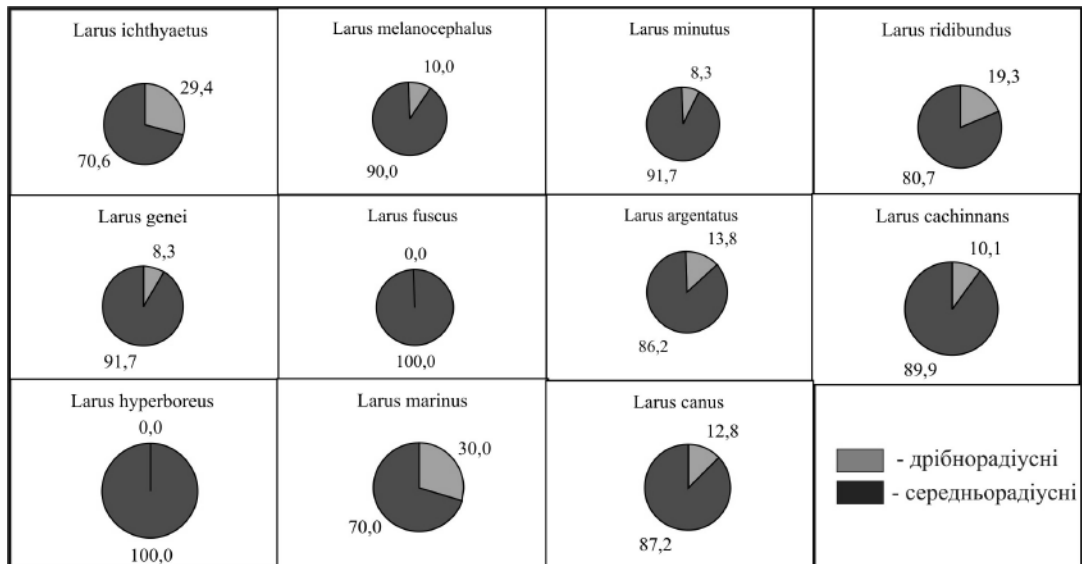 Larus ichthyaetus
29,4
70,6
Larus melanocephalus
10,0
90,0
Larus minutus
8,3
91,7
Larus ridibundus
19,3
80,7
Larus genei
8,3
91,7
Larus fuscus
0,0
100,0
Larus argentatus
13,8
86,2
Larus cachinnans
10,1
89,9
Larus hyperboreus
0,0
100,0
Larus marinus
30,0
70,0
Larus canus
12,8
87,2
- дрібнорадіусні
- середньорадіусні